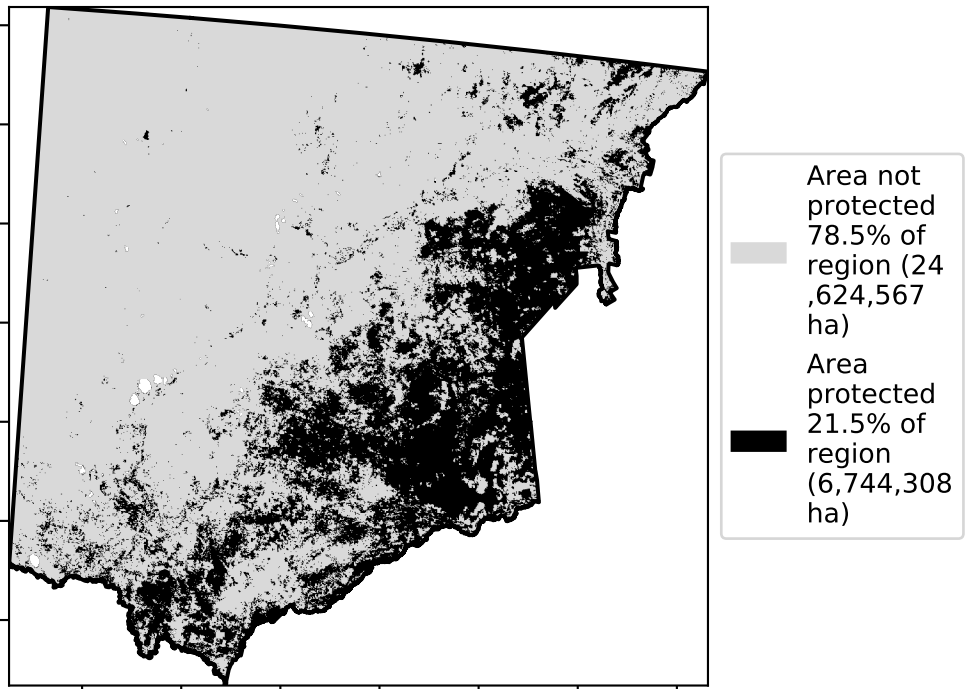 Area not
protected
78.5% of
region (24
,624,567
ha)
Area
protected
21.5% of
region
(6,744,308
ha)